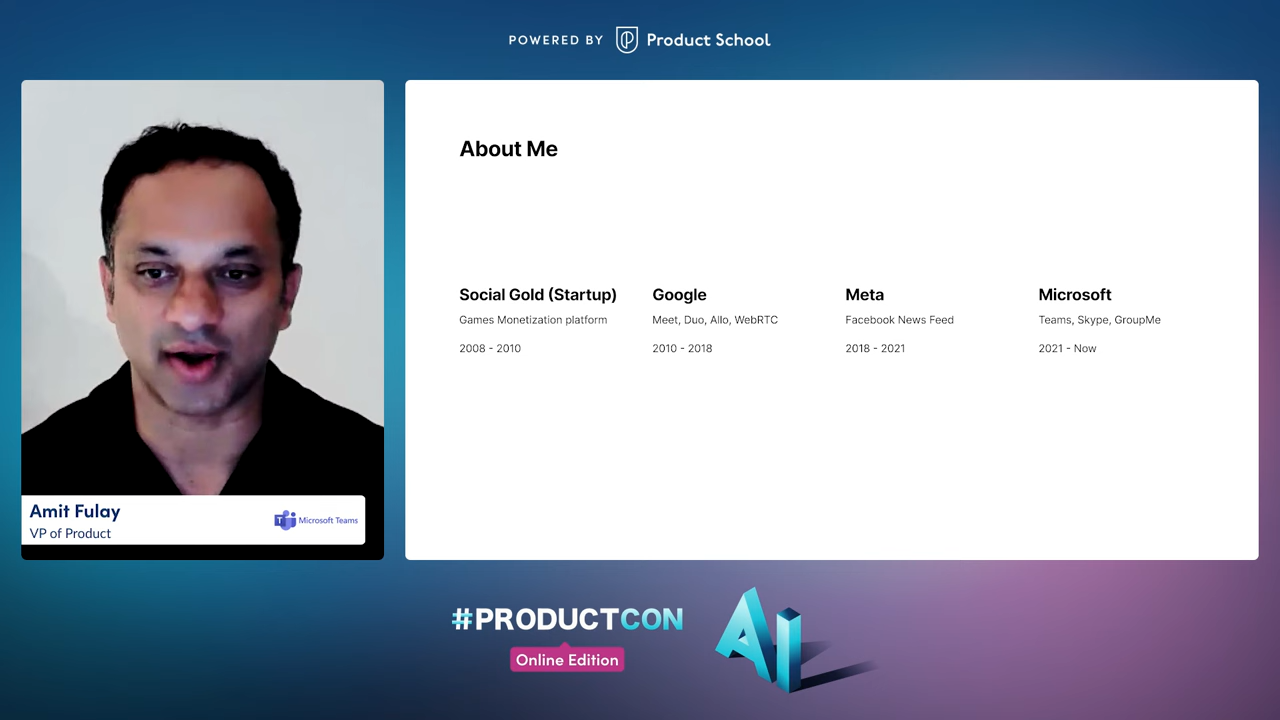 POWERED BY Product School
About Me
Social Gold (Startup)
Games Monetization platform
2008 - 2010
Google
Meet, Duo, Allo, WebRTC
2010 - 2018
Meta
Facebook News Feed
2018 - 2021
Microsoft
Teams, Skype, GroupMe
2021 - Now
Amit Fulay
VP of Product
T Microsoft Teams
#PRODUCTCON
Online Edition
AI